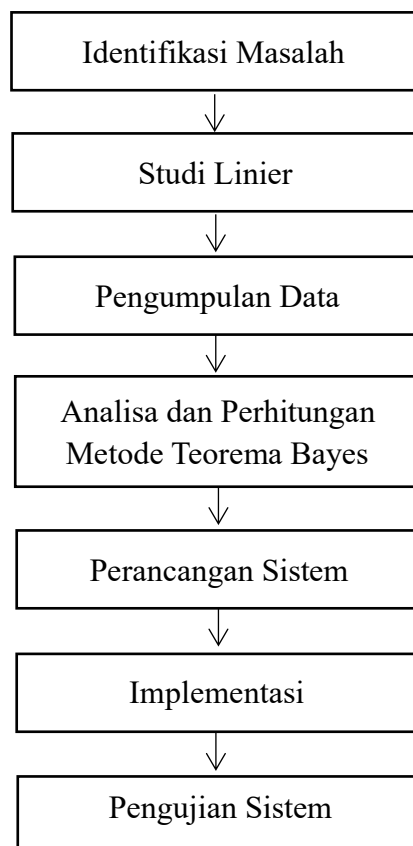 Identifikasi Masalah
Studi Linier
Pengumpulan Data
Analisa dan Perhitungan
Metode Teorema Bayes
Perancangan Sistem
Implementasi
Pengujian Sistem